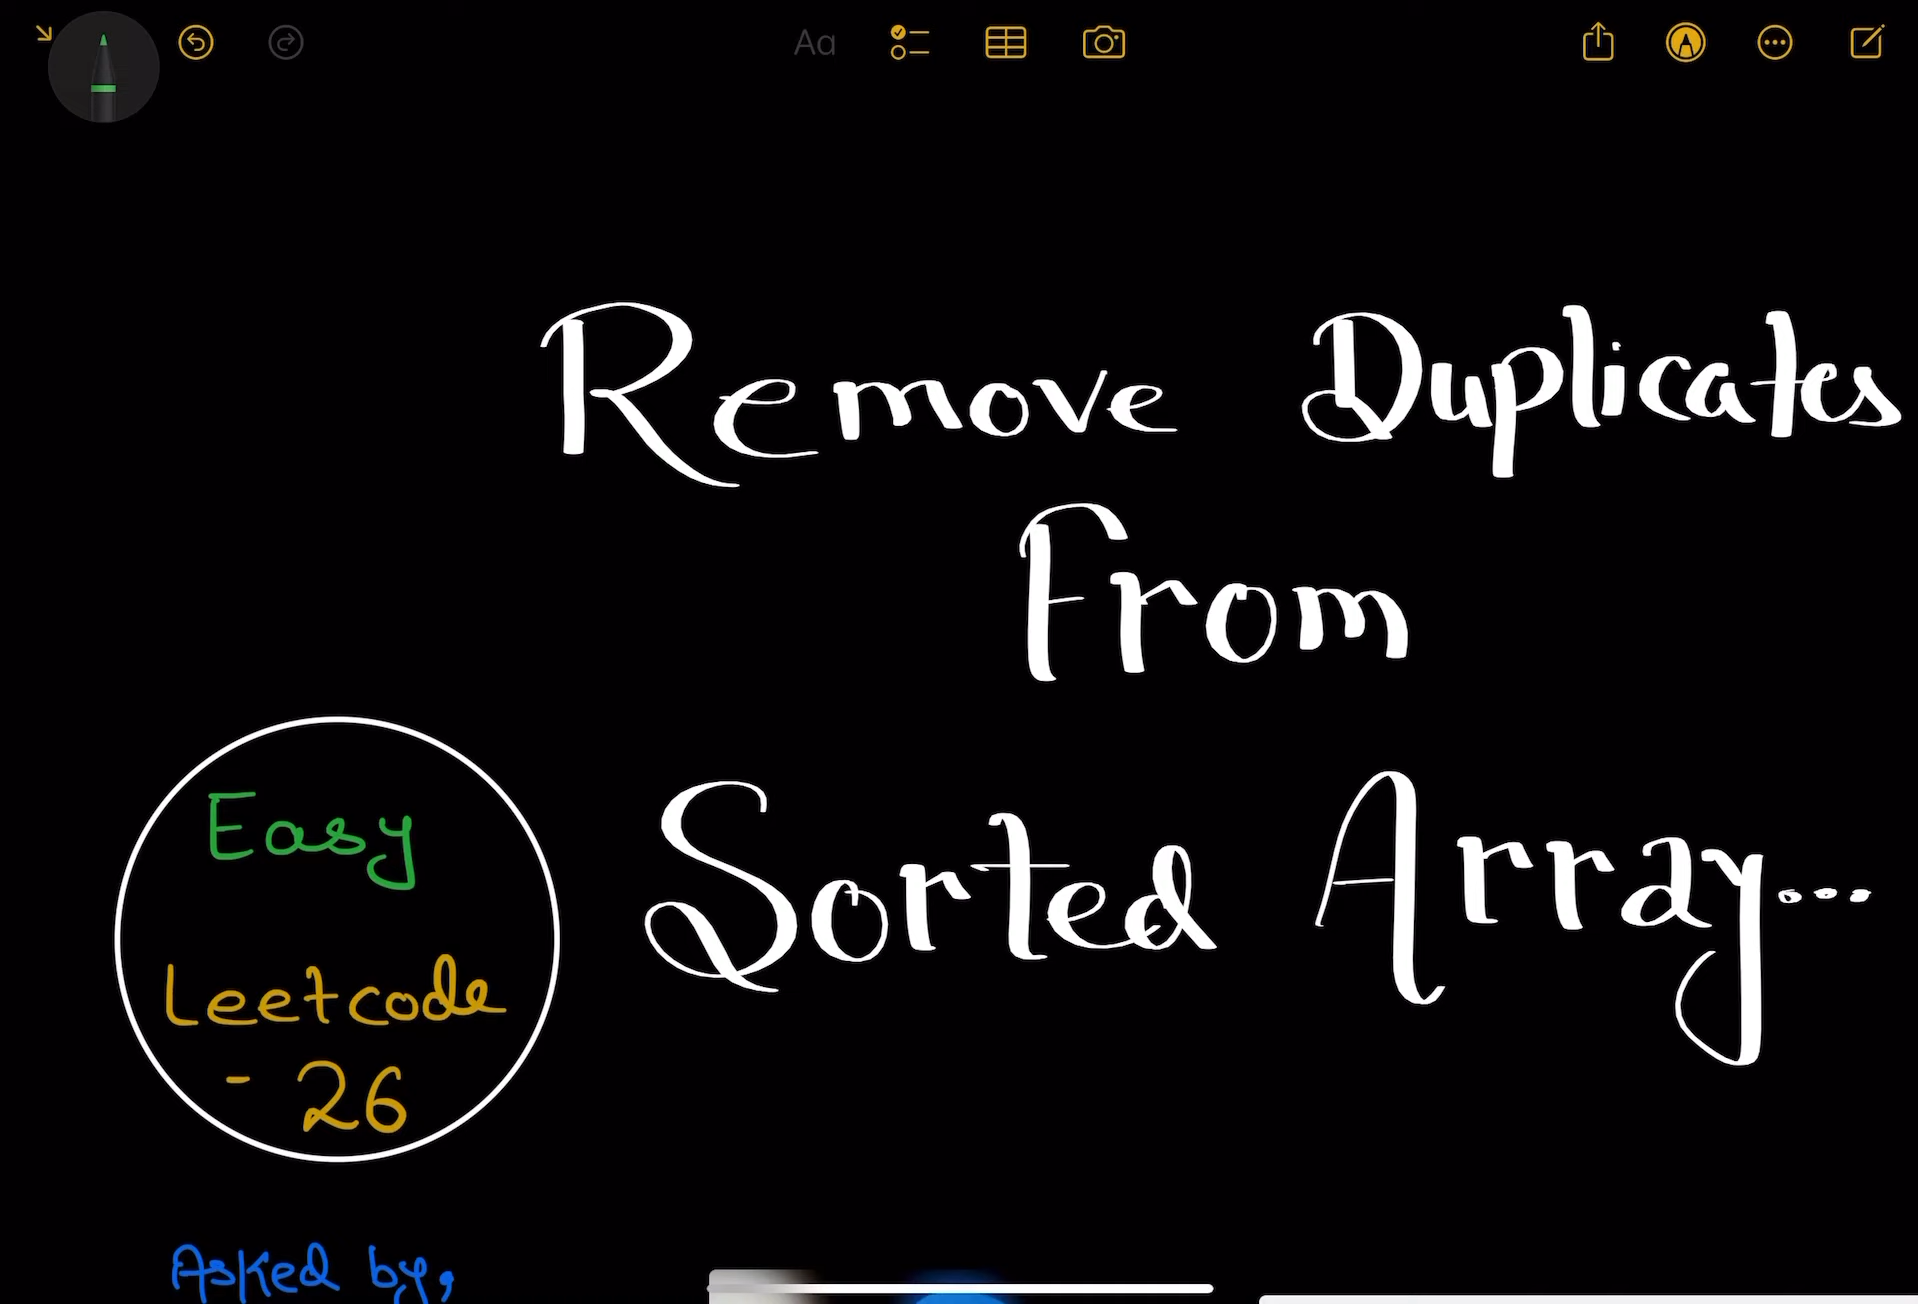 Aa
Remove Duplicates
From
Sorted Array...
Easy
Leetcode
- 26
Asked by,